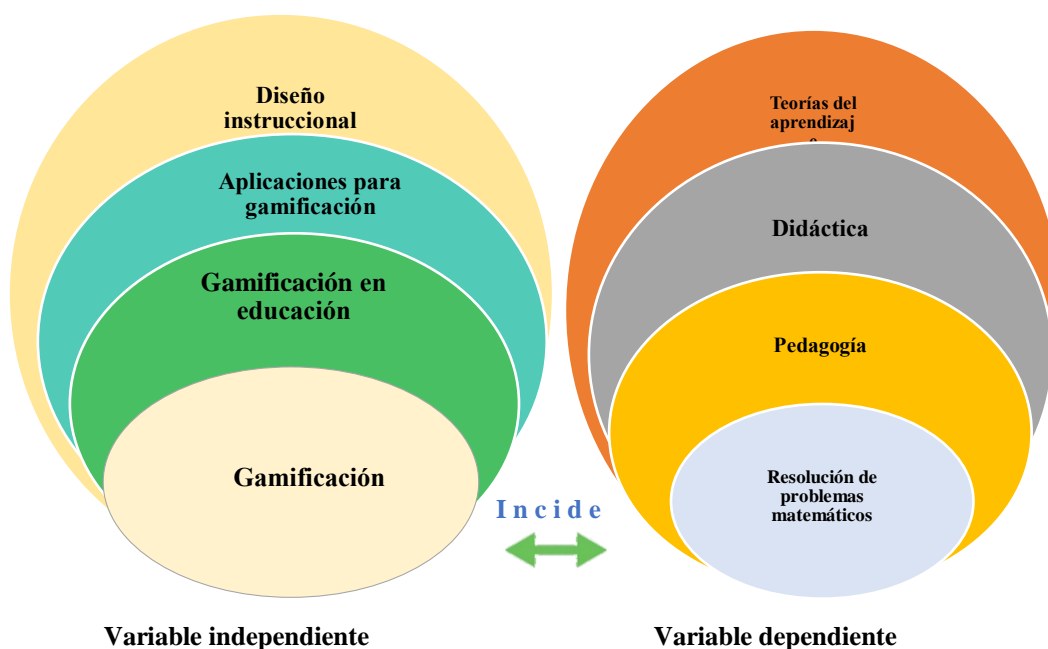 Diseño
instruccional
Aplicaciones para
gamificación
Gamificación en
educación
Gamificación
Variable independiente
Incide
Teorías del
aprendizaj
Didáctica
Pedagogía
Resolución de
problemas
matemáticos
Variable dependiente